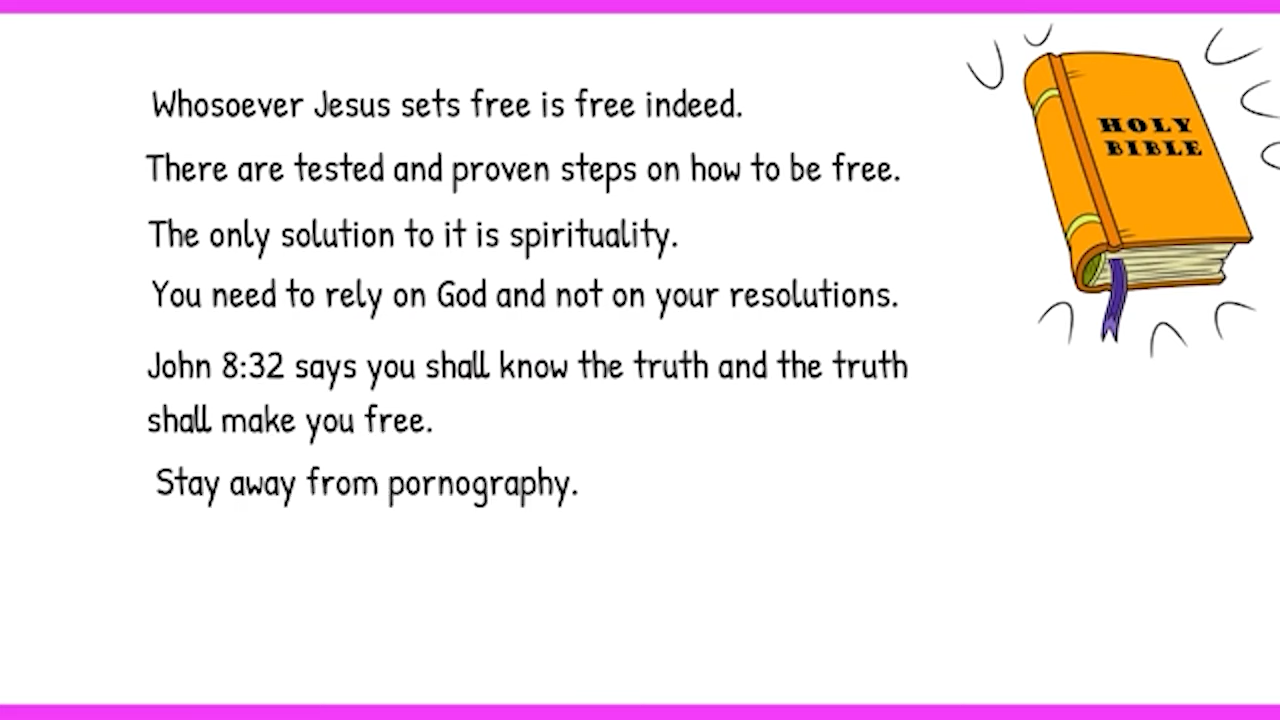 Whosoever Jesus sets free is free indeed.
There are tested and proven steps on how to be free.
The only solution to it is spirituality.
You need to rely on God and not on your resolutions.
John 8:32 says you shall know the truth and the truth
shall make you free.
Stay away from pornography.
HOLY
BIBLE